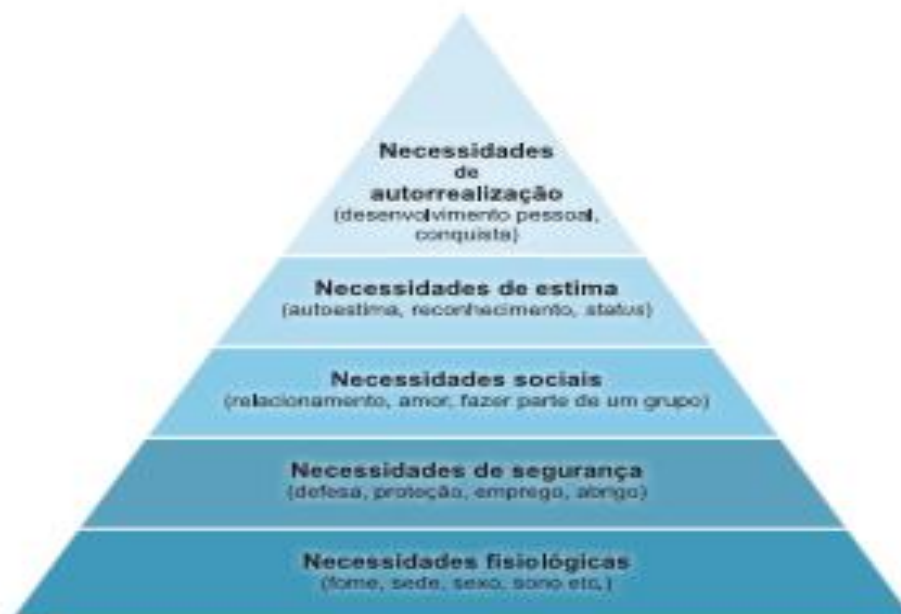 Necessidades
de
autorrealização
(desenvolvimento pessoal,
conquista)
Necessidades de estima
(autoestima, reconhecimento, status)
Necessidades sociais
(relacionamento, amor, fazer parte de um grupo)
Necessidades de segurança
(defesa, proteção, emprego, abrigo)
Necessidades fisiológicas
(fome, sede, sexo, sono etc.)